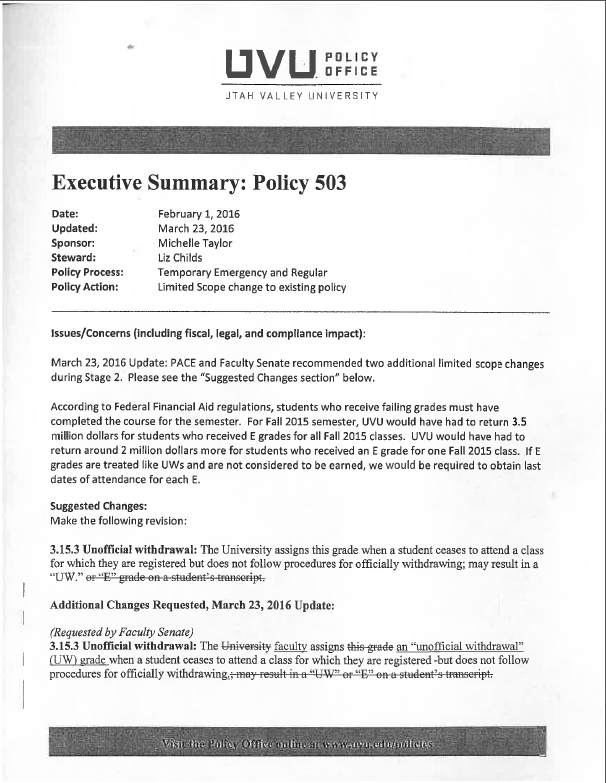 UVU POLICY
OFFICE
UTAH VALLEY UNIVERSITY
Executive Summary: Policy 503
Date: February 1, 2016
Updated: March 23, 2016
Sponsor: Michelle Taylor
Steward: Liz Childs
Policy Process: Temporary Emergency and Regular
Policy Action: Limited Scope change to existing policy
Issues/Concerns (including fiscal, legal, and compliance impact):
March 23, 2016 Update: PACE and Faculty Senate recommended two additional limited scope changes
during Stage 2. Please see the "Suggested Changes section" below.
According to Federal Financial Aid regulations, students who receive failing grades must have
completed the course for the semester. For Fall 2015 semester, UVU would have had to return 3.5
million dollars for students who received E grades for all Fall 2015 classes. UVU would have had to
return around 2 million dollars more for students who received an E grade for one Fall 2015 class. If E
grades are treated like UWs and are not considered to be earned, we would be required to obtain last
dates of attendance for each E.
Suggested Changes:
Make the following revision:
3.15.3 Unofficial withdrawal: The University assigns this grade when a student ceases to attend a class
for which they are registered but does not follow procedures for officially withdrawing; may result in a
"UW." or "E" grade on a student's transcript.
Additional Changes Requested, March 23, 2016 Update:
(Requested by Faculty Senate)
3.15.3 Unofficial withdrawal: The University faculty assigns this grade an "unofficial withdrawal"
(UW) grade when a student ceases to attend a class for which they are registered -but does not follow
procedures for officially withdrawing.; may result in a "UW" or "E" on a student's transcript.
Visit the Policy Office online at www.uvu.edu/policies